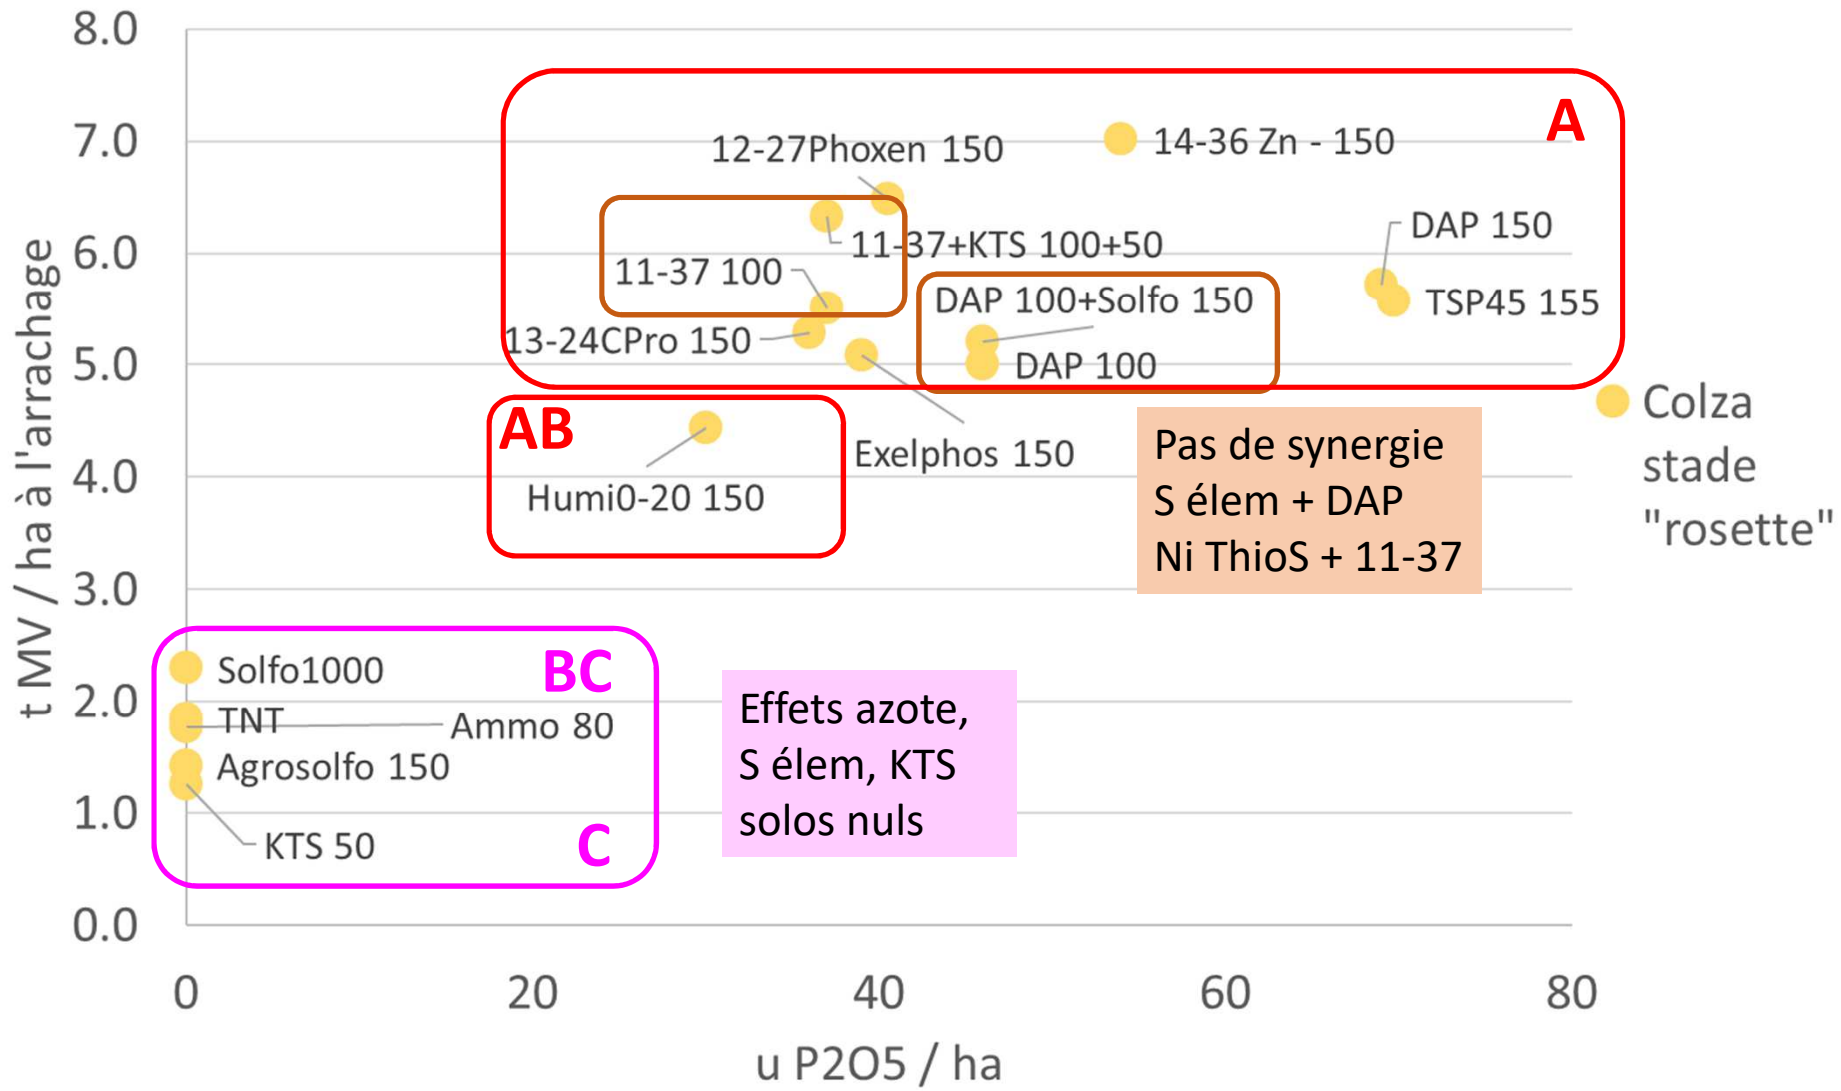 8.0
7.0
6.0
5.0
4.0
3.0
2.0
1.0
0.0
t MV / ha à l'arrachage
A
12-27Phoxen 150
14-36 Zn - 150
11-37+KTS 100+50
11-37 100
DAP 150
DAP 100+Solfo 150
TSP45 155
13-24CPro 150
DAP 100
AB
Exelphos 150
Humi0-20 150
Pas de synergie
S élem + DAP
Ni ThioS + 11-37
Colza
stade
"rosette"
Solfo1000
BC
TNT
Ammo 80
Agrosolfo 150
KTS 50
C
Effets azote,
S élem, KTS
solos nuls
0 20 40 60 80
u P2O5 / ha